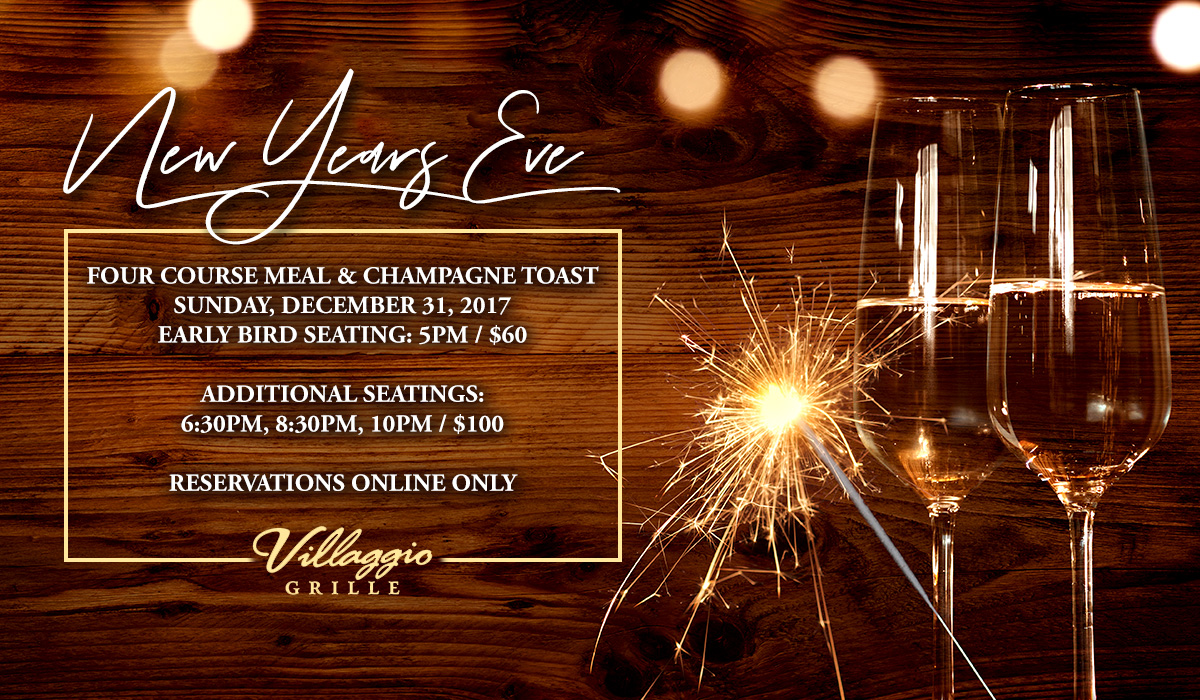 New Years Eve
FOUR COURSE MEAL & CHAMPAGNE TOAST
SUNDAY, DECEMBER 31, 2017
EARLY BIRD SEATING: 5PM / $60
ADDITIONAL SEATINGS:
6:30PM, 8:30PM, 10PM / $100
RESERVATIONS ONLINE ONLY
Villaggio
GRILLE